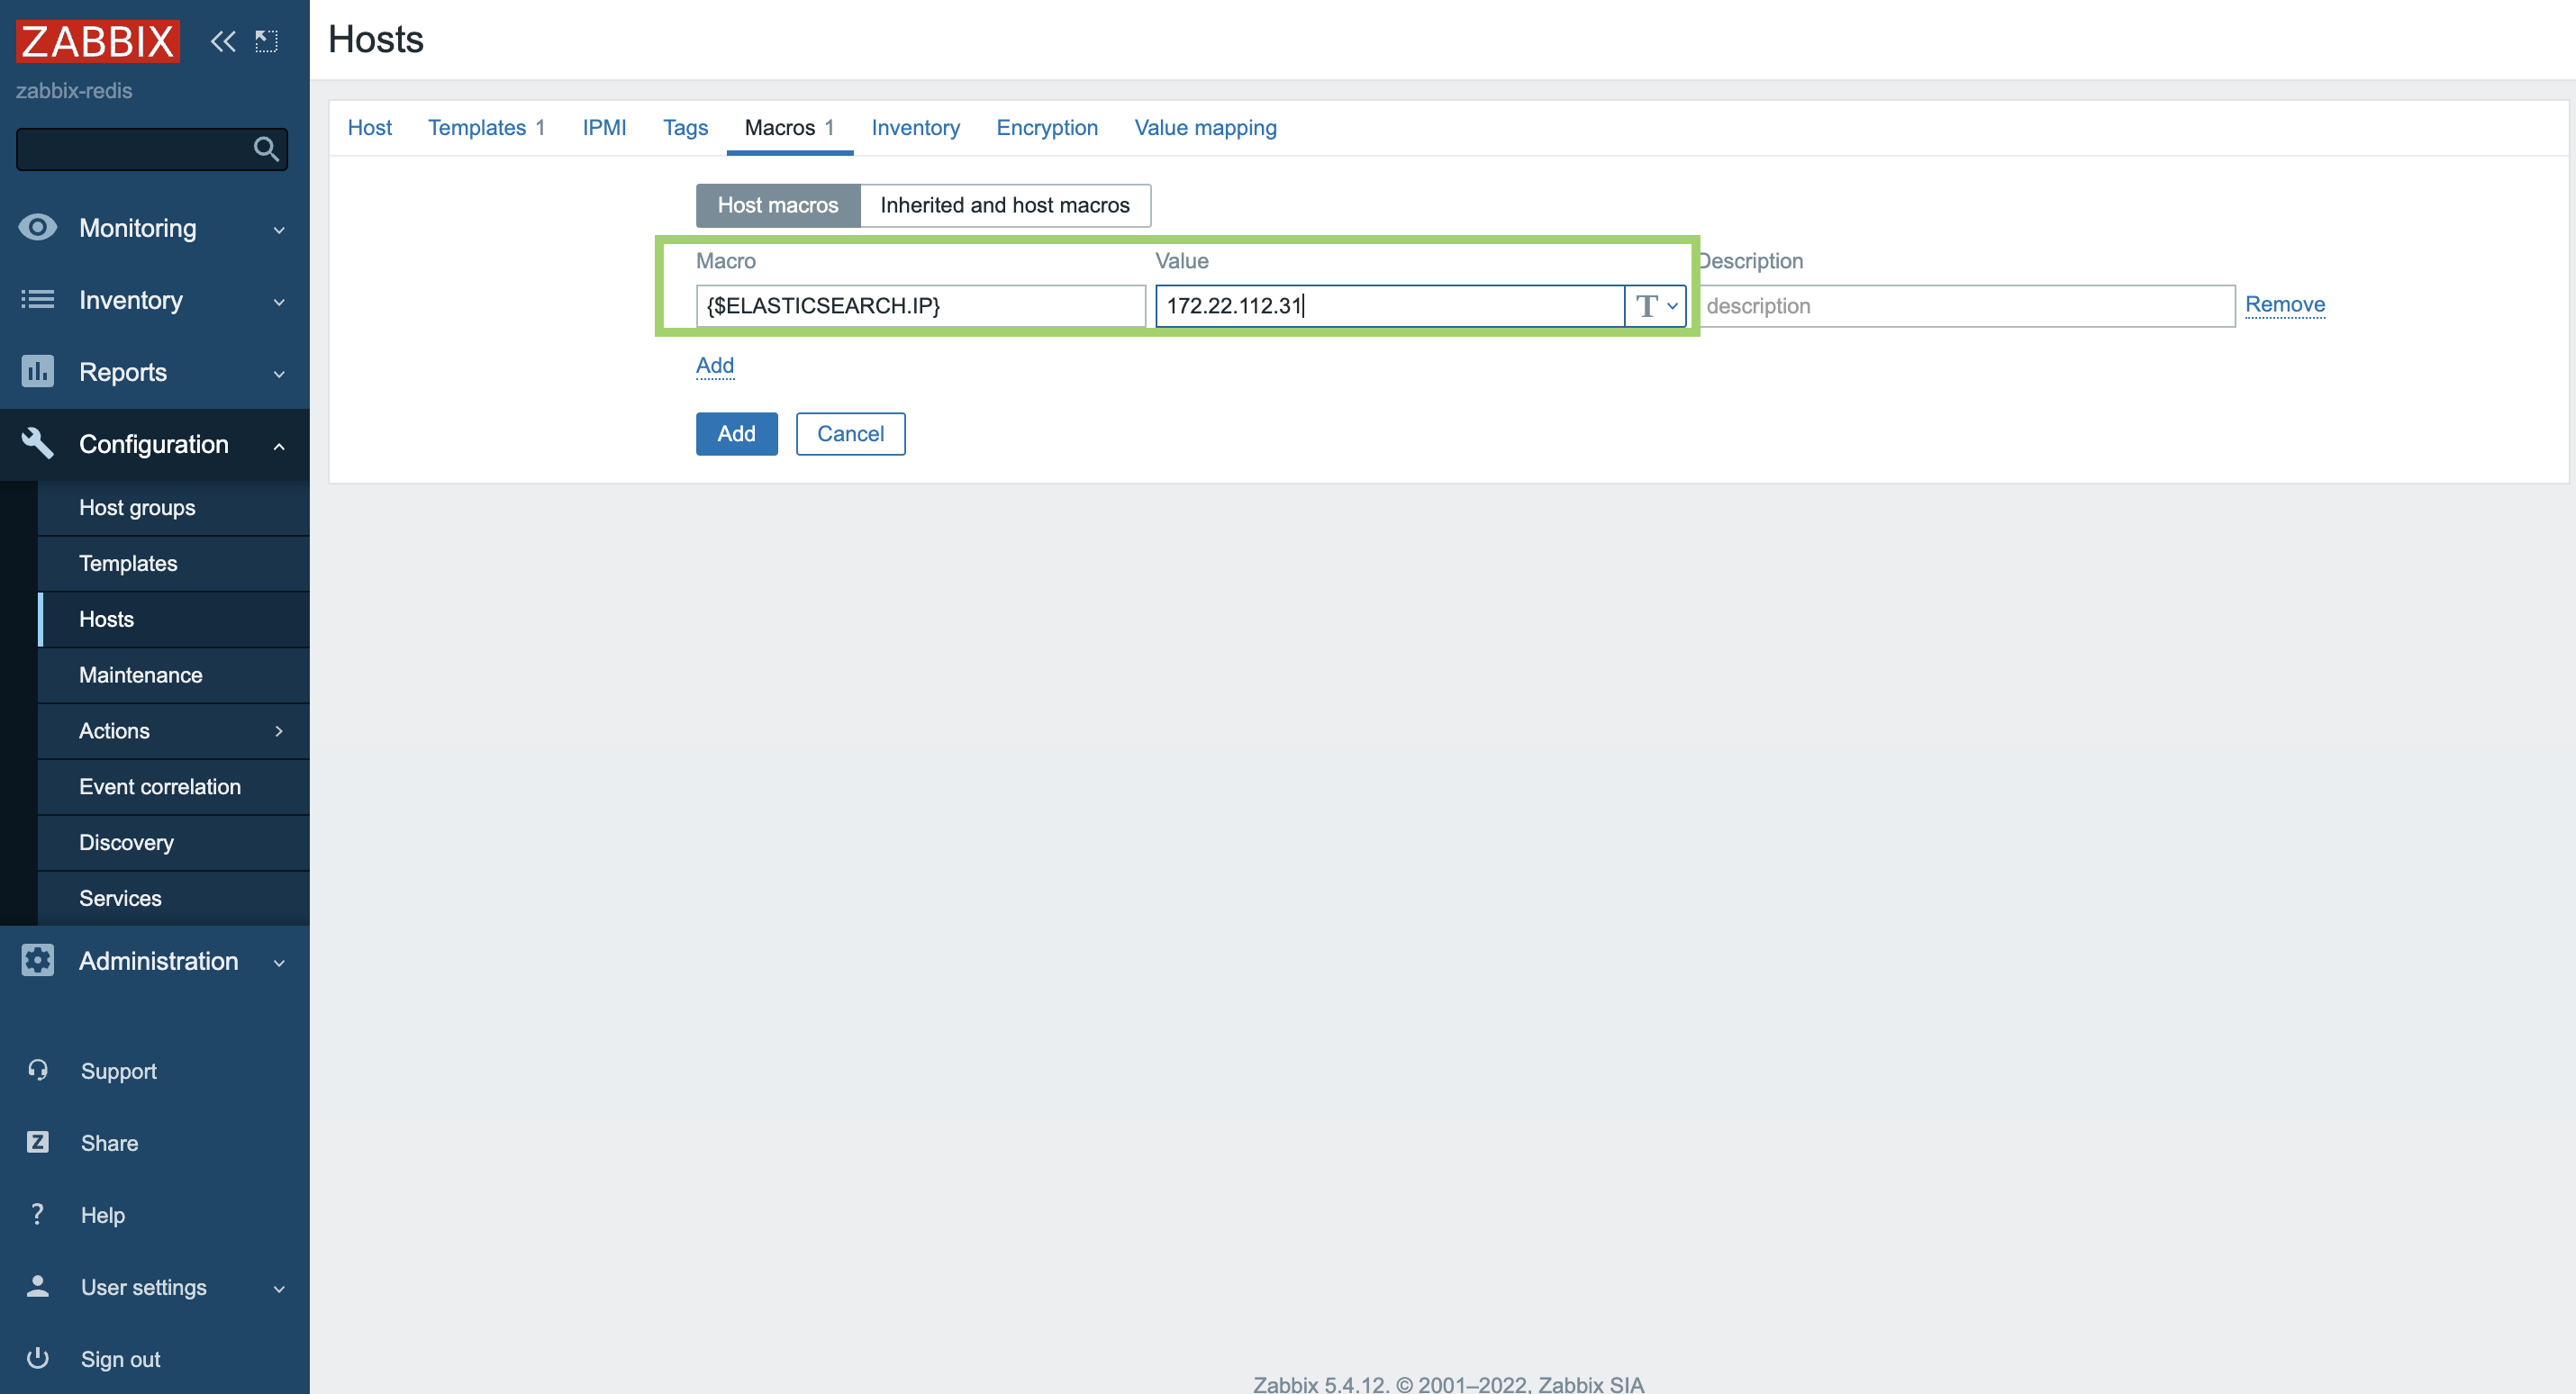 ZABBIX
zabbix-redis
Monitoring
Inventory
Reports
Configuration
Host groups
Templates
Hosts
Maintenance
Actions
Event correlation
Discovery
Services
Administration
Support
Z Share
? Help
User settings
Sign out
Hosts
Host Templates 1 IPMI Tags Macros 1 Inventory Encryption Value mapping
Host macros Inherited and host macros
Macro Value Description
{$ELASTICSEARCH.IP} 172.22.112.31 T description Remove
Add
Add Cancel
Zabbix 5.4.12. © 2001–2022, Zabbix SIA